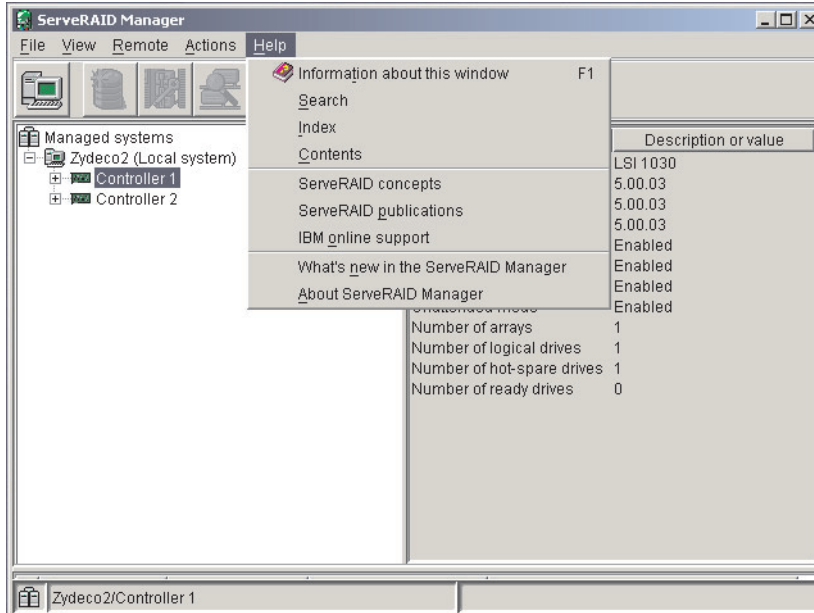 ServeRAID Manager
File View Remote Actions Help
Information about this window F1
Search
Index
Contents
ServeRAID concepts
ServeRAID publications
IBM online support
What's new in the ServeRAID Manager
About ServeRAID Manager
Managed systems
Zydeco2 (Local system)
Controller 1
Controller 2
Description or value
LSI 1030
5.00.03
5.00.03
5.00.03
Enabled
Enabled
Enabled
Enabled
Number of arrays 1
Number of logical drives 1
Number of hot-spare drives 1
Number of ready drives 0
Zydeco2/Controller 1